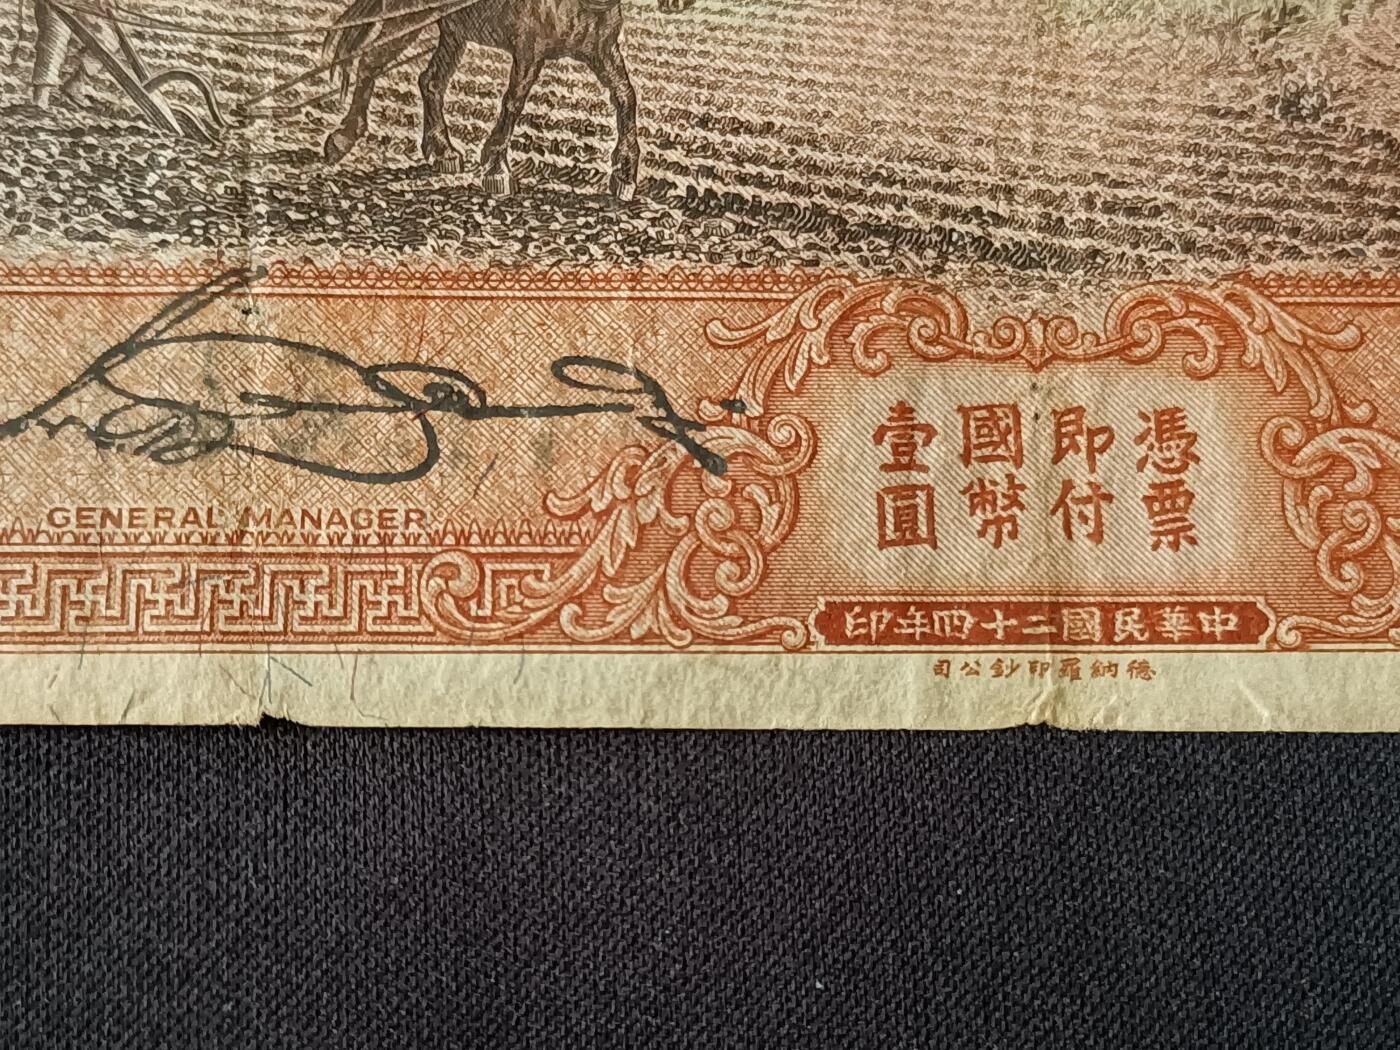 憑票
即付
國幣
壹圓
GENERAL MANAGER
中華民國二十四年印
德納羅印鈔公司